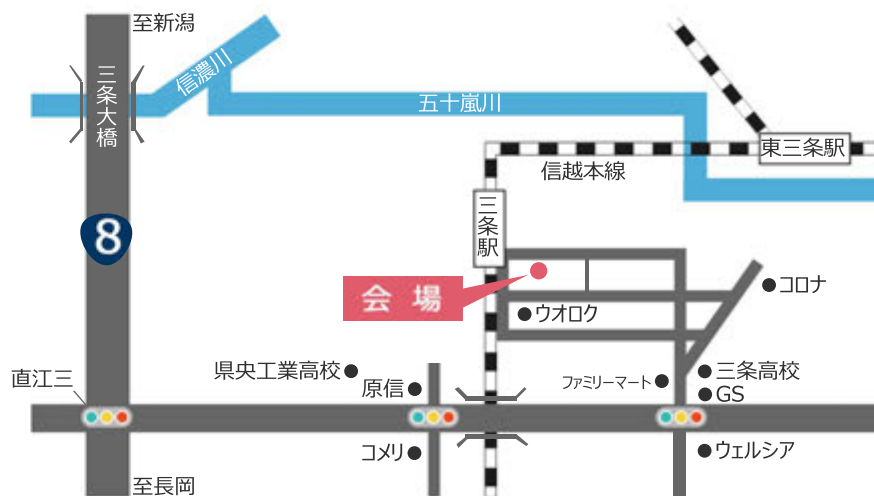 至新潟
信濃川
三条大橋
五十嵐川
東三条駅
信越本線
三条駅
8
会場
コロナ
ウオロク
県央工業高校
直江三
原信
ファミリーマート
三条高校
GS
コメリ
ウェルシア
至長岡